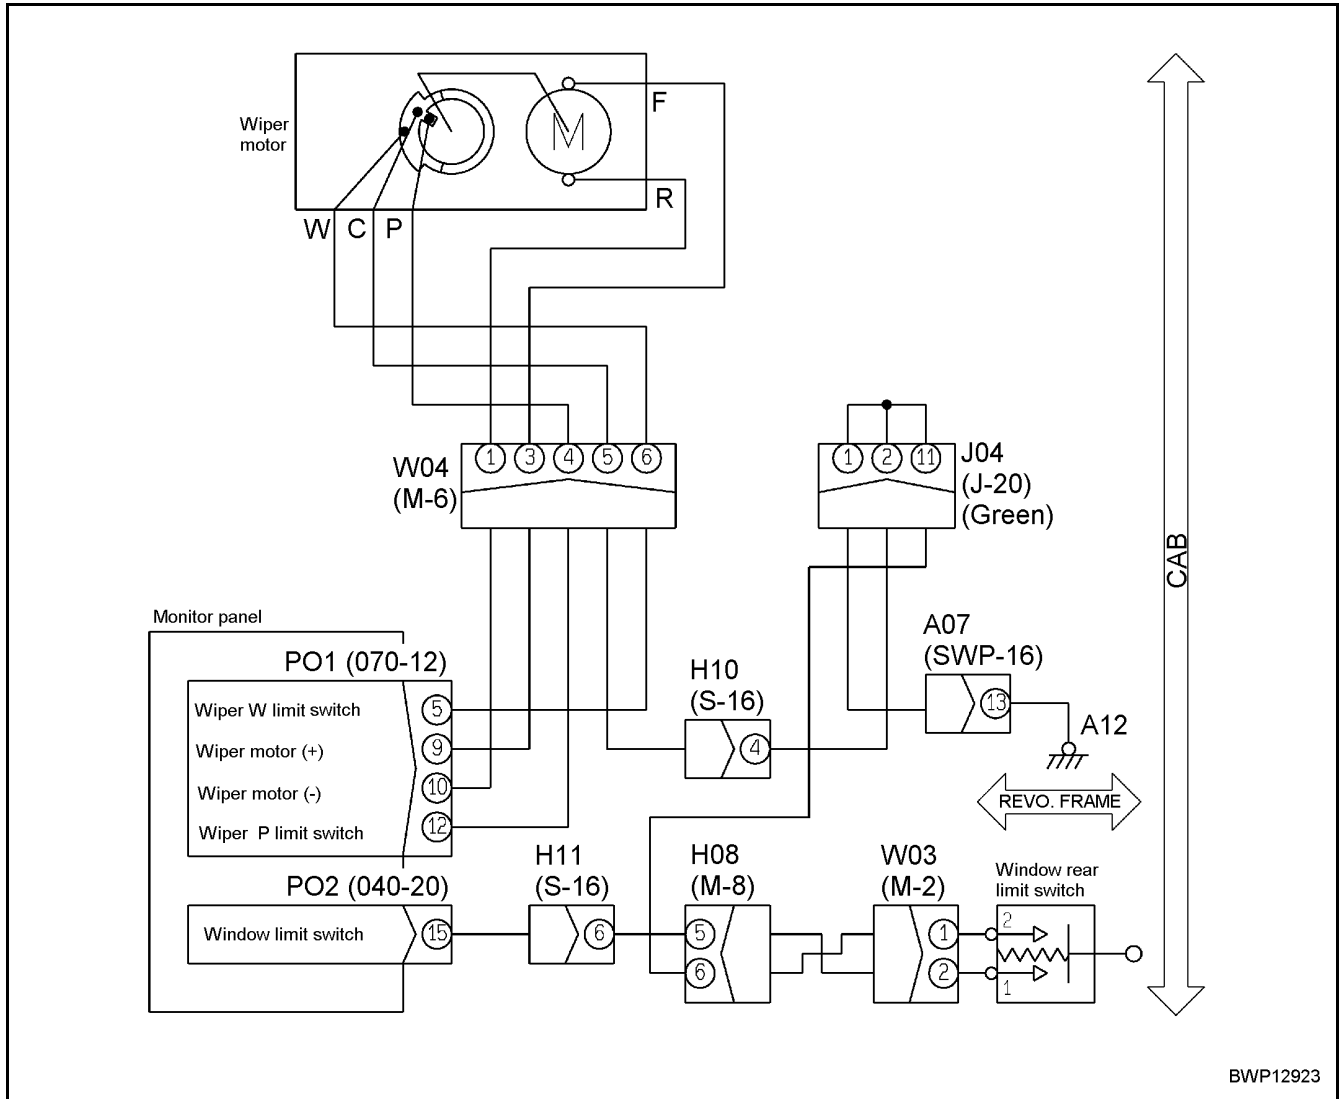 Wiper
motor
M
F
R
W C P
W04
(M-6)
1 3 4 5 6
1 2 11
J04
(J-20)
(Green)
CAB
Monitor panel
PO1 (070-12)
Wiper W limit switch 5
Wiper motor (+) 9
Wiper motor (-) 10
Wiper P limit switch 12
H10
(S-16)
4
A07
(SWP-16)
13
A12
REVO. FRAME
PO2 (040-20)
Window limit switch 15
H11
(S-16)
6
H08
(M-8)
5
6
W03
(M-2)
1
2
Window rear
limit switch
2
1
BWP12923